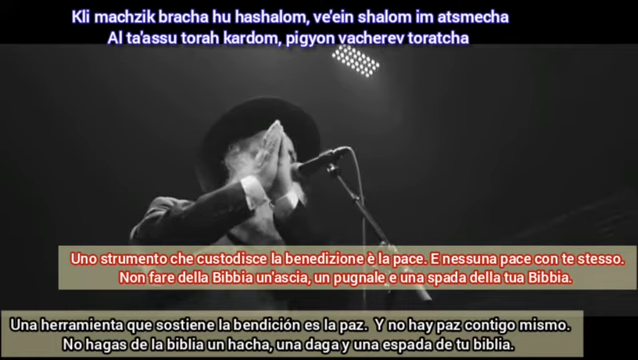 Kli machzik bracha hu hashalom, ve'ein shalom im atsmecha
Al ta'assu torah kardom, pigyon vacherev toratcha
Uno strumento che custodisce la benedizione è la pace. E nessuna pace con te stesso.
Non fare della Bibbia un'ascia, un pugnale e una spada della tua Bibbia.
Una herramienta que sostiene la bendición es la paz. Y no hay paz contigo mismo.
No hagas de la biblia un hacha, una daga y una espada de tu biblia.